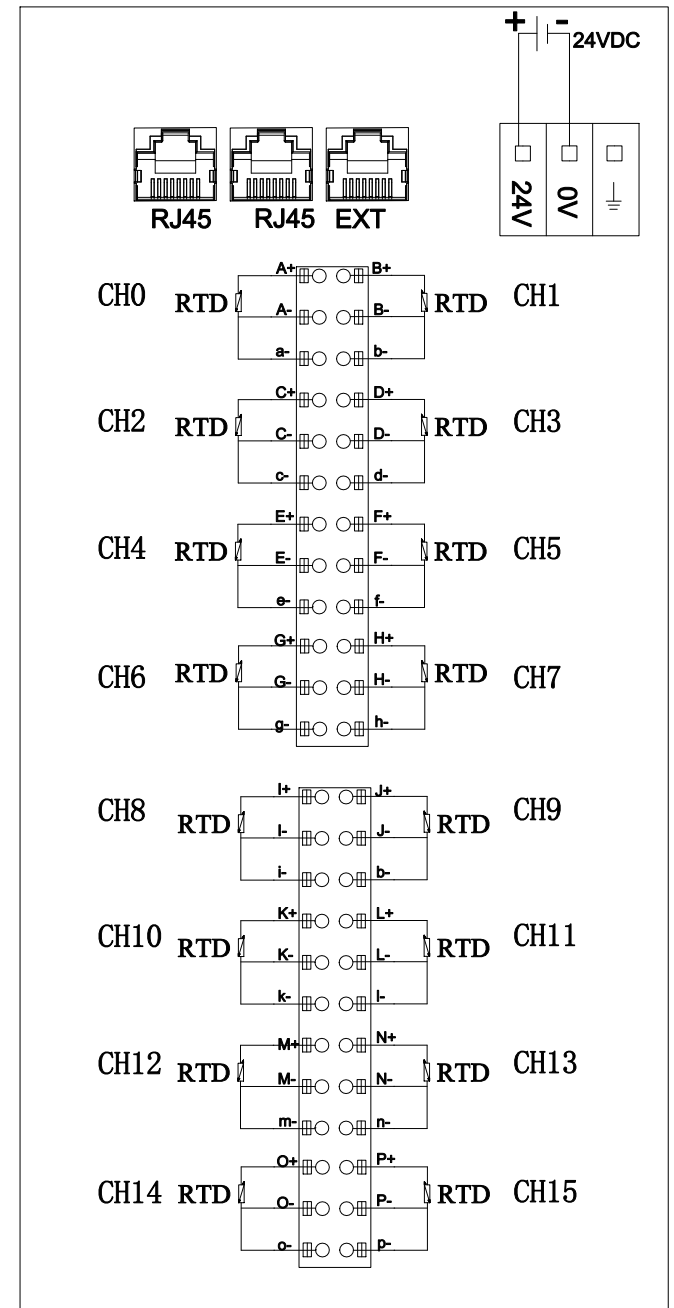 + -
24VDC
RJ45 RJ45 EXT
24V 0V
A+ B+
CH0 RTD A- B- RTD CH1
a- b-
C+ D+
CH2 RTD C- D- RTD CH3
c- d-
E+ F+
CH4 RTD E- F- RTD CH5
e- f-
G+ H+
CH6 RTD G- H- RTD CH7
g- h-
I+ J+
CH8 RTD I- J- RTD CH9
i- b-
K+ L+
CH10 RTD K- L- RTD CH11
k- l-
M+ N+
CH12 RTD M- N- RTD CH13
m- n-
O+ P+
CH14 RTD O- P- RTD CH15
o- p-